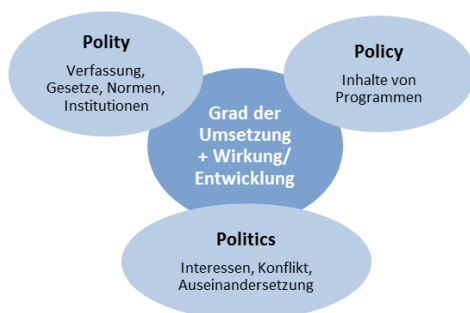 Polity
Verfassung,
Gesetze, Normen,
Institutionen
Policy
Inhalte von
Programmen
Grad der
Umsetzung
+ Wirkung/
Entwicklung
Politics
Interessen, Konflikt,
Auseinandersetzung